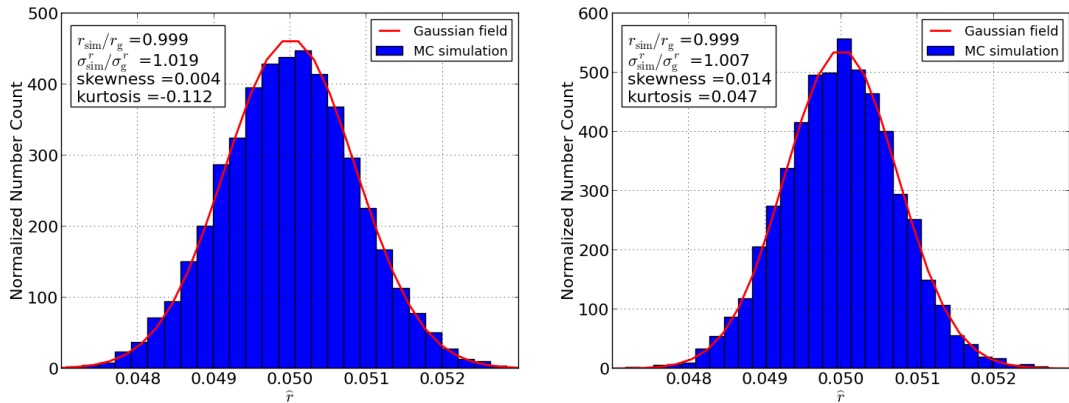 r_sim/r_g =0.999
σ^r_sim/σ^r_g =1.019
skewness =0.004
kurtosis =-0.112
Gaussian field
MC simulation
Normalized Number Count
500
400
300
200
100
0
0.048
0.049
0.050
0.051
0.052
r̂
r_sim/r_g =0.999
σ^r_sim/σ^r_g =1.007
skewness =0.014
kurtosis =0.047
Gaussian field
MC simulation
Normalized Number Count
600
500
400
300
200
100
0
0.048
0.049
0.050
0.051
0.052
r̂